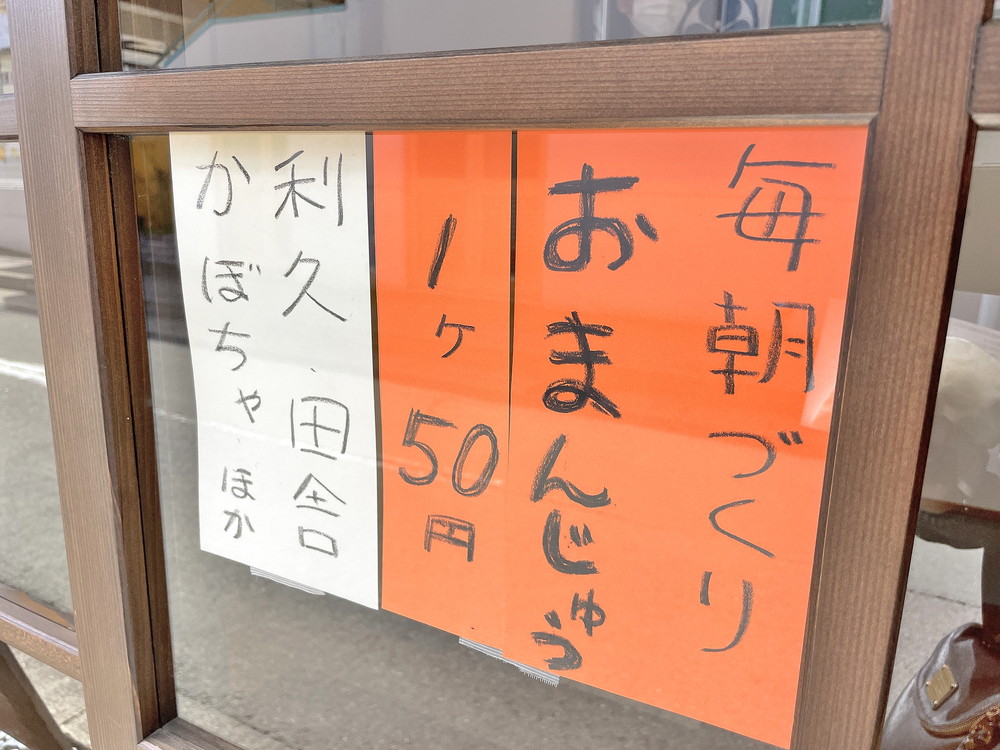 毎朝づくり
おまんじゅう
1ヶ
50円
利久、田舎
かぼちゃほか